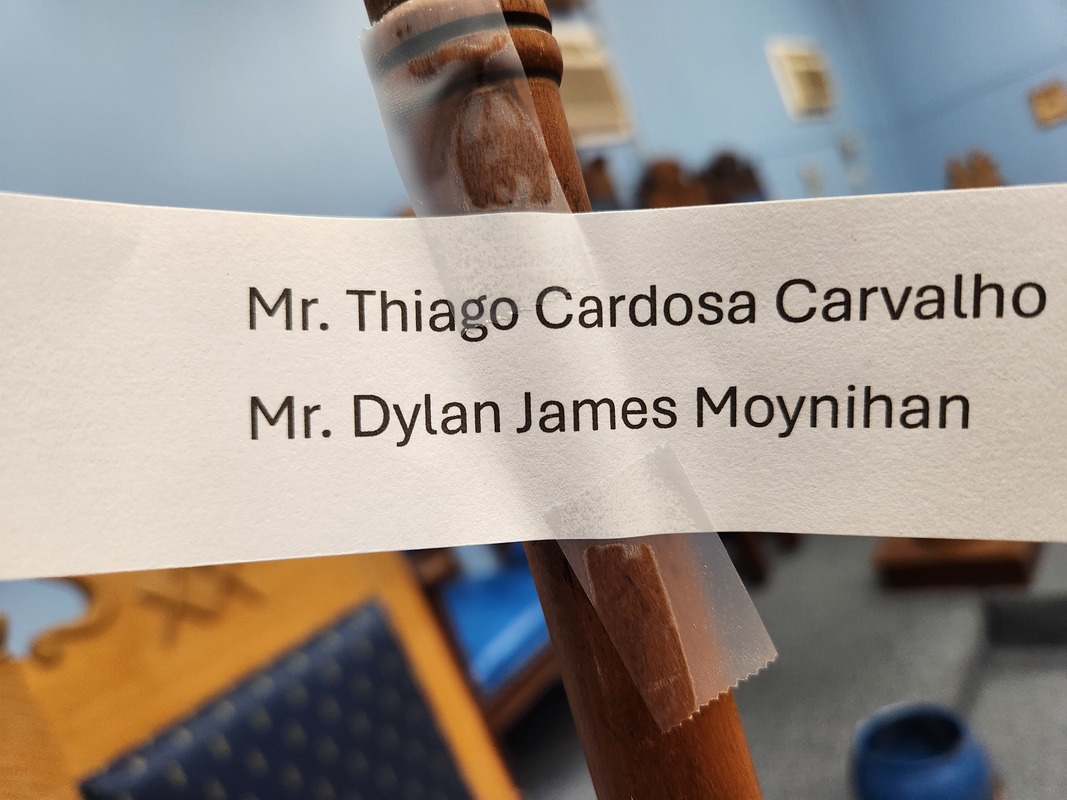 Mr. Thiago Cardosa Carvalho
Mr. Dylan James Moynihan